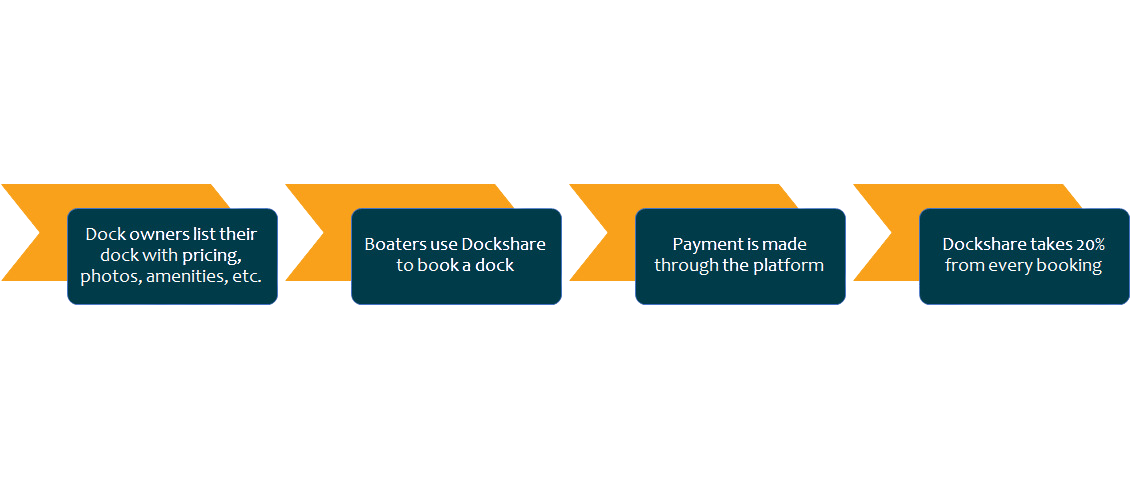 Dock owners list their
dock with pricing,
photos, amenities, etc.
Boaters use Dockshare
to book a dock
Payment is made
through the platform
Dockshare takes 20%
from every booking